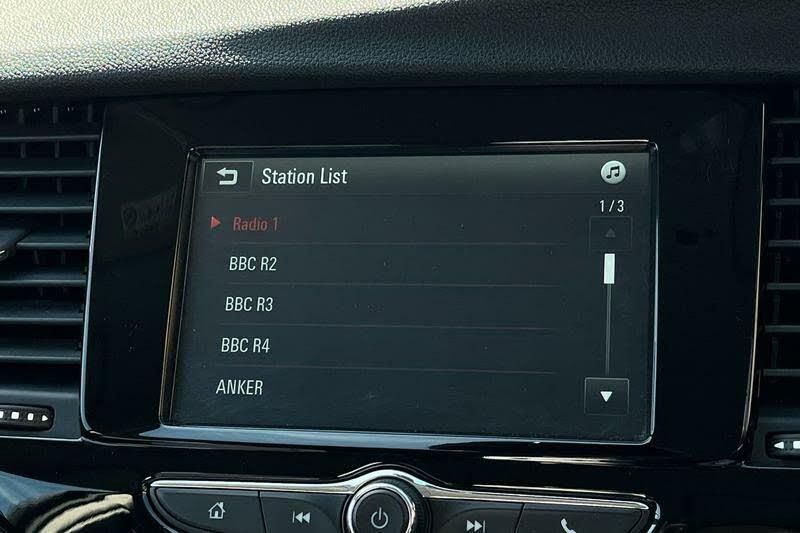 Station List
1/3
Radio 1
BBC R2
BBC R3
BBC R4
ANKER